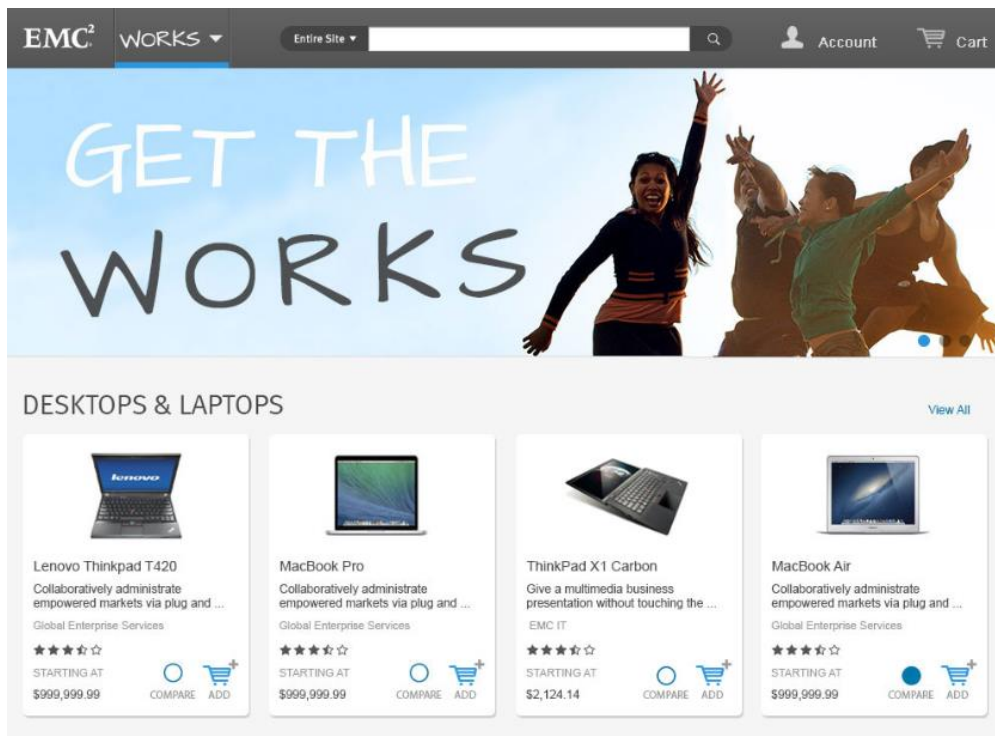 EMC² WORKS Entire Site Account Cart
GET THE
WORKS
DESKTOPS & LAPTOPS
View All
lenovo
Lenovo Thinkpad T420
Collaboratively administrate
empowered markets via plug and ...
Global Enterprise Services
STARTING AT
$999,999.99
COMPARE ADD
MacBook Pro
Collaboratively administrate
empowered markets via plug and ...
Global Enterprise Services
STARTING AT
$999,999.99
COMPARE ADD
ThinkPad X1 Carbon
Give a multimedia business
presentation without touching the ...
EMC IT
STARTING AT
$2,124.14
COMPARE ADD
MacBook Air
Collaboratively administrate
empowered markets via plug and ...
Global Enterprise Services
STARTING AT
$999,999.99
COMPARE ADD